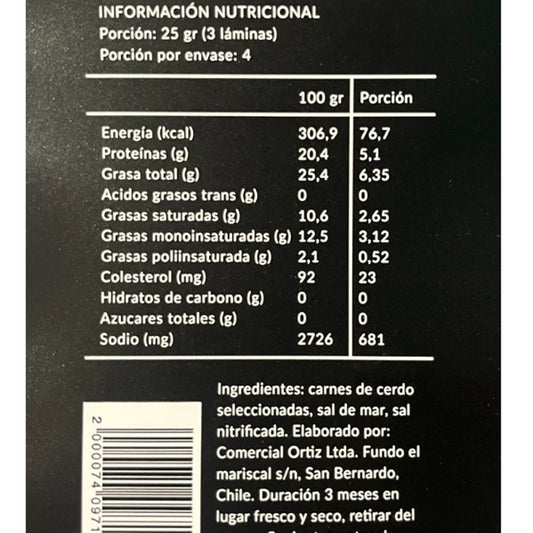 INFORMACIÓN NUTRICIONAL
Porción: 25 gr (3 láminas)
Porción por envase: 4
100 gr Porción
Energía (kcal) 306,9 76,7
Proteínas (g) 20,4 5,1
Grasa total (g) 25,4 6,35
Acidos grasos trans (g) 0 0
Grasas saturadas (g) 10,6 2,65
Grasas monoinsaturadas (g) 12,5 3,12
Grasas poliinsaturada (g) 2,1 0,52
Colesterol (mg) 92 23
Hidratos de carbono (g) 0 0
Azucares totales (g) 0 0
Sodio (mg) 2726 681
Ingredientes: carnes de cerdo
seleccionadas, sal de mar, sal
nitrificada. Elaborado por:
Comercial Ortiz Ltda. Fundo el
mariscal s/n, San Bernardo,
Chile. Duración 3 meses en
lugar fresco y seco, retirar del
2 000074 0971